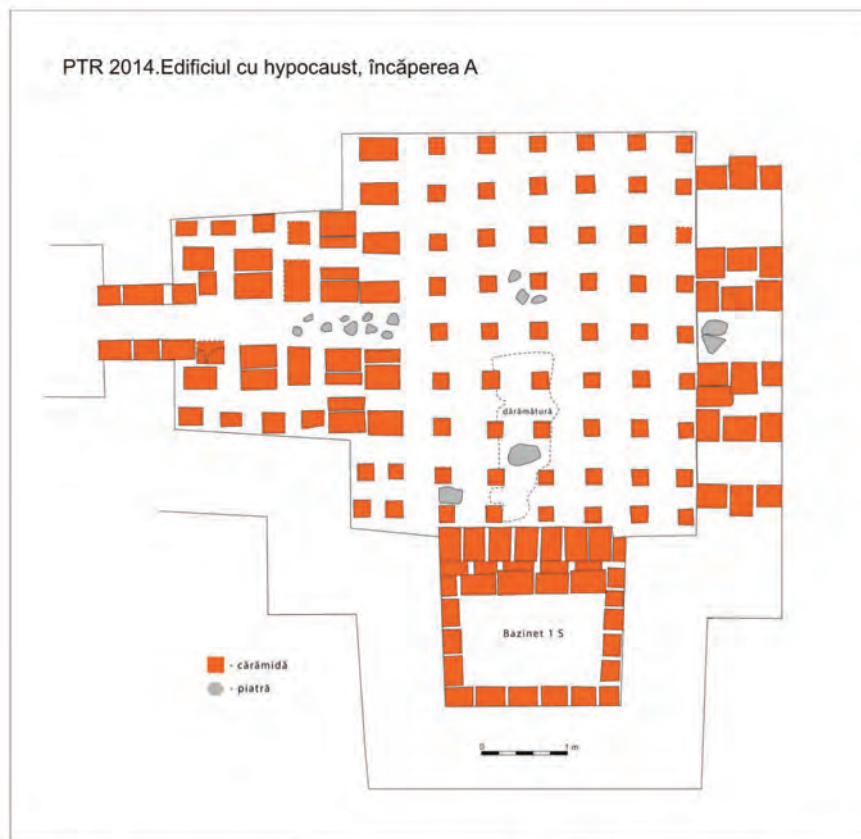 PTR 2014.Edificiul cu hypocaust, încăperea A
dărâmătură
Bazinet 1 S
- cărămidă
- piatră
0 1 m